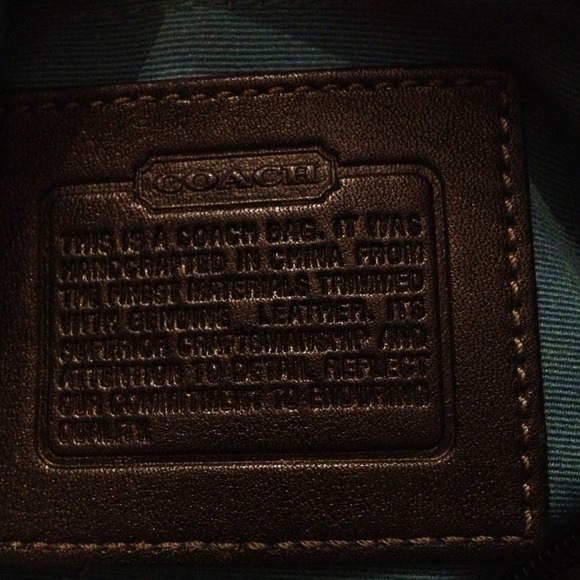 COACH
THIS IS A COACH BAG. IT WAS
HANDCRAFTED IN CHINA FROM
THE FINEST MATERIALS TRIMMED
WITH GENUINE LEATHER. ITS
SUPERIOR CRAFTSMANSHIP AND
ATTENTION TO DETAIL REFLECT
OUR COMMITMENT TO ENDURING
QUALITY.